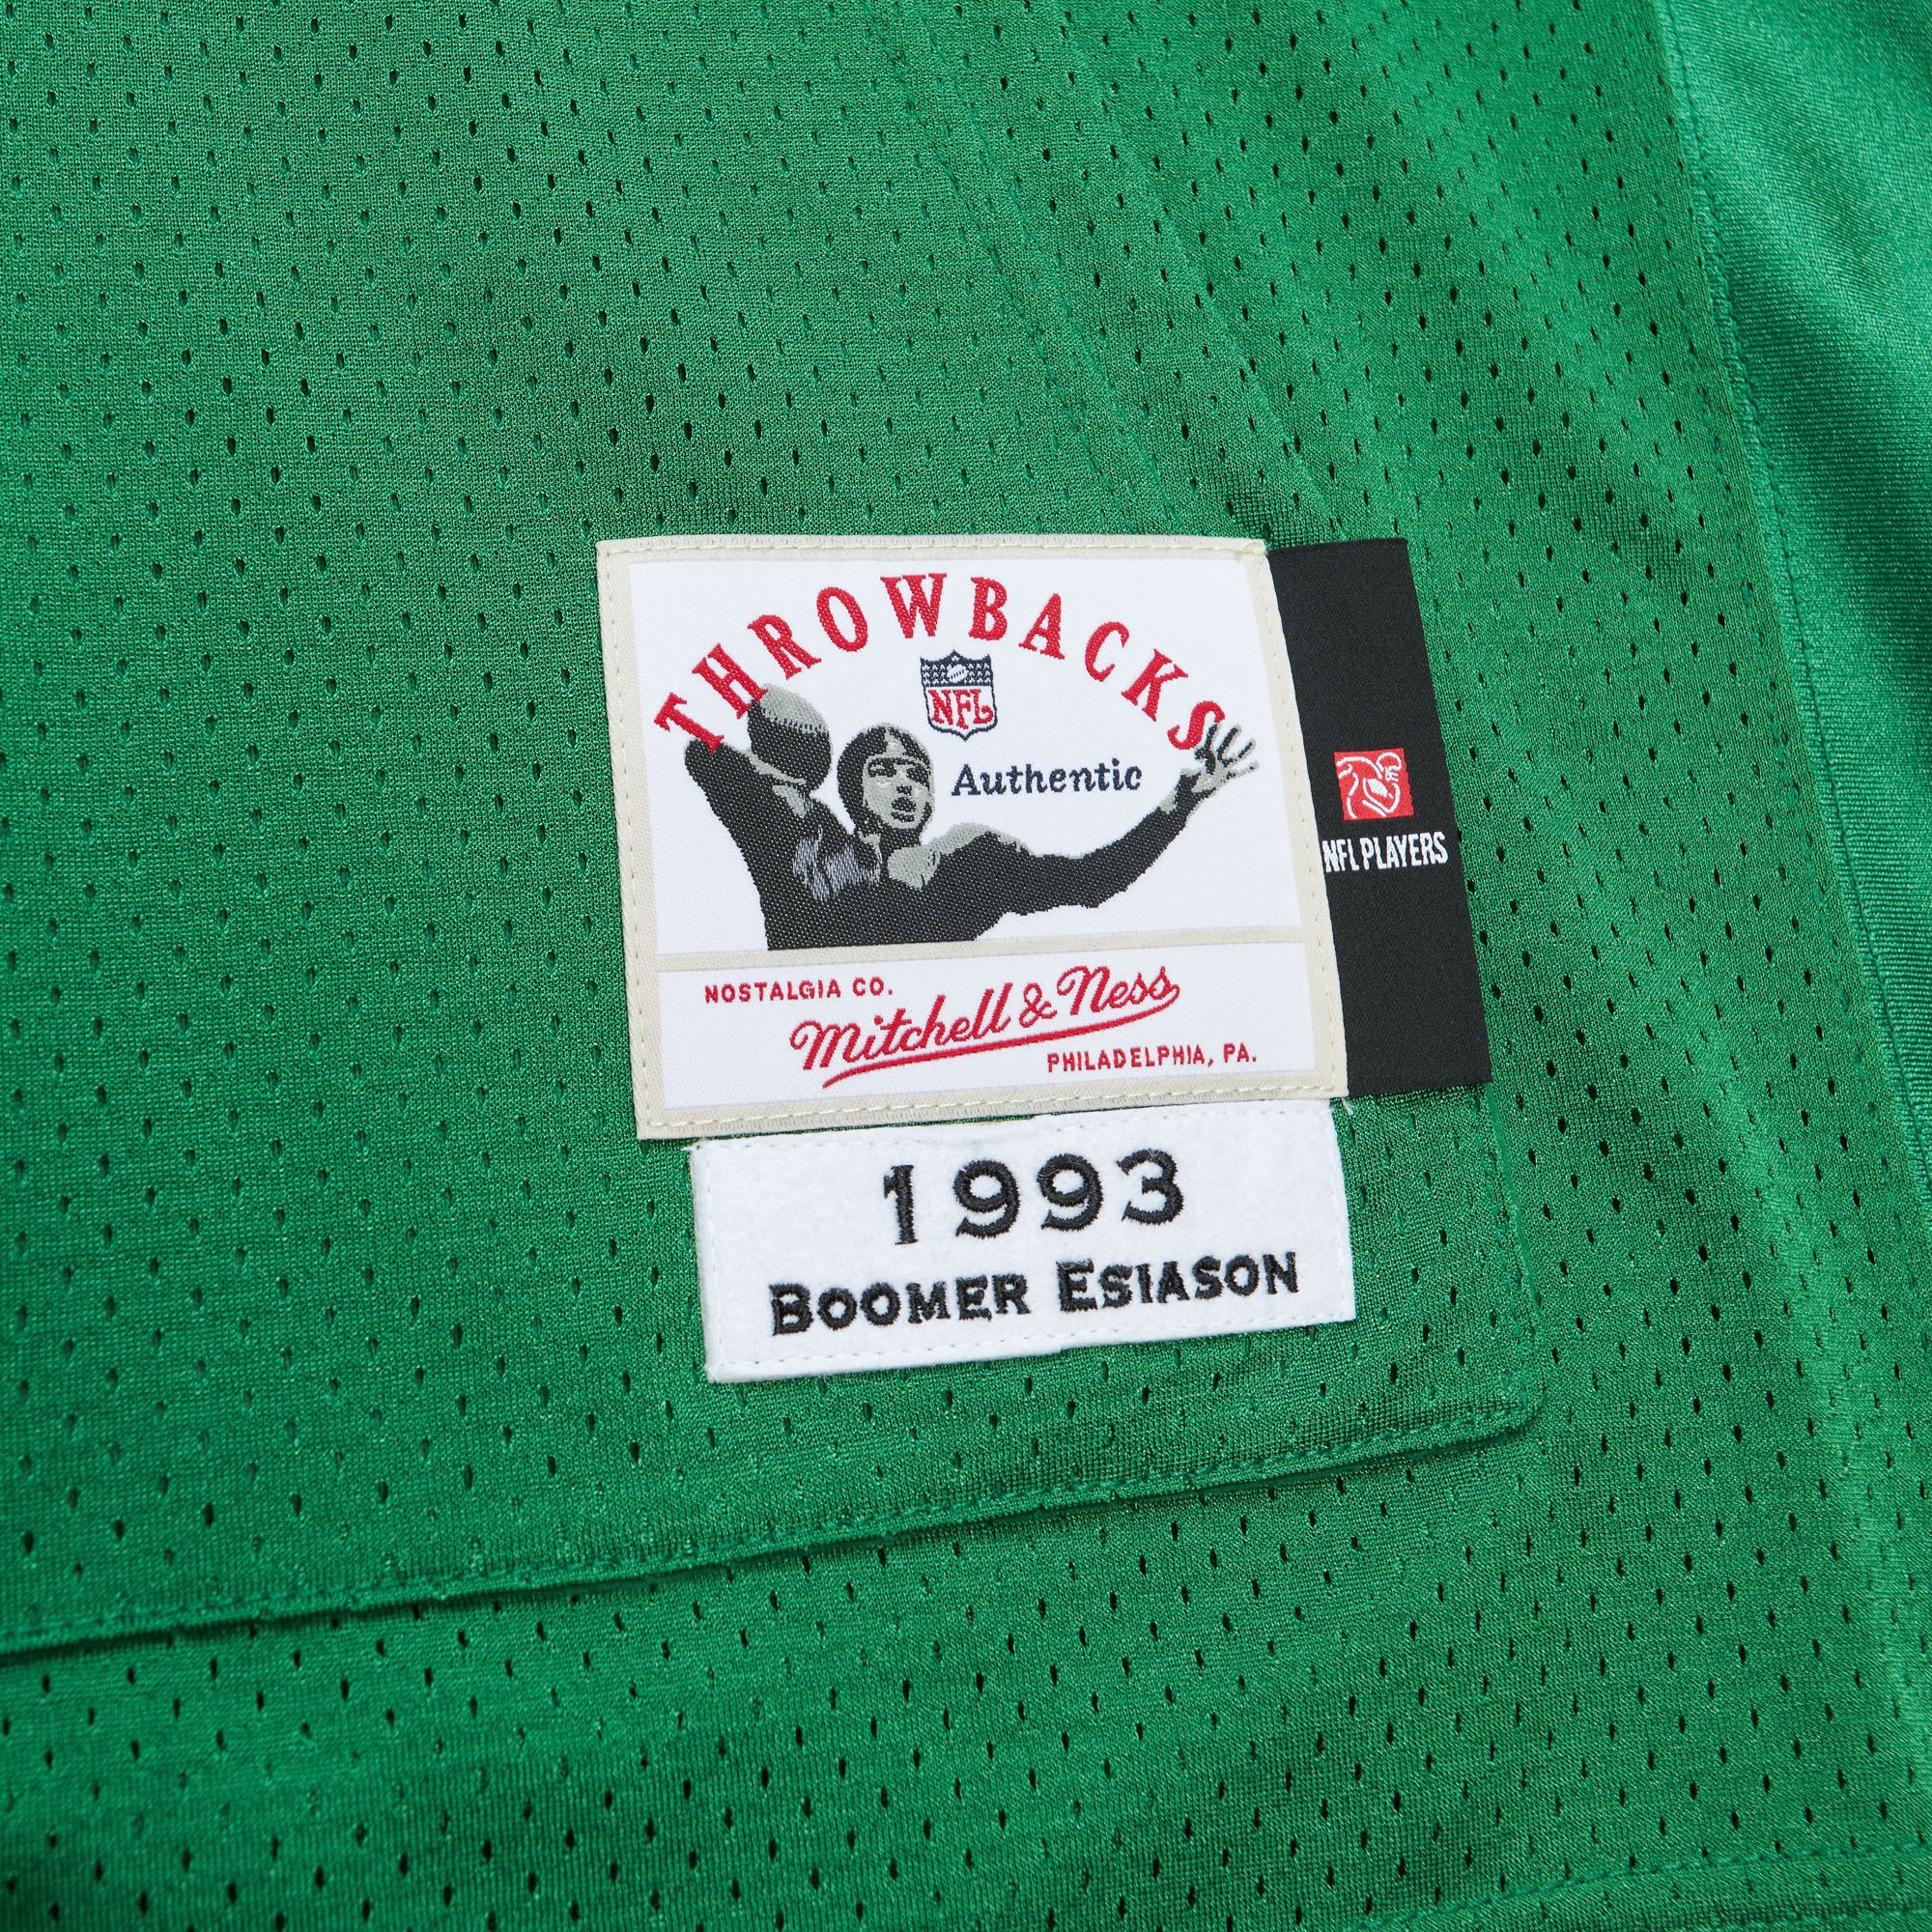 THROWBACKS
NFL
Authentic
NFL PLAYERS
NOSTALGIA CO.
Mitchell & Ness
PHILADELPHIA, PA.
1993
BOOMER ESIASON